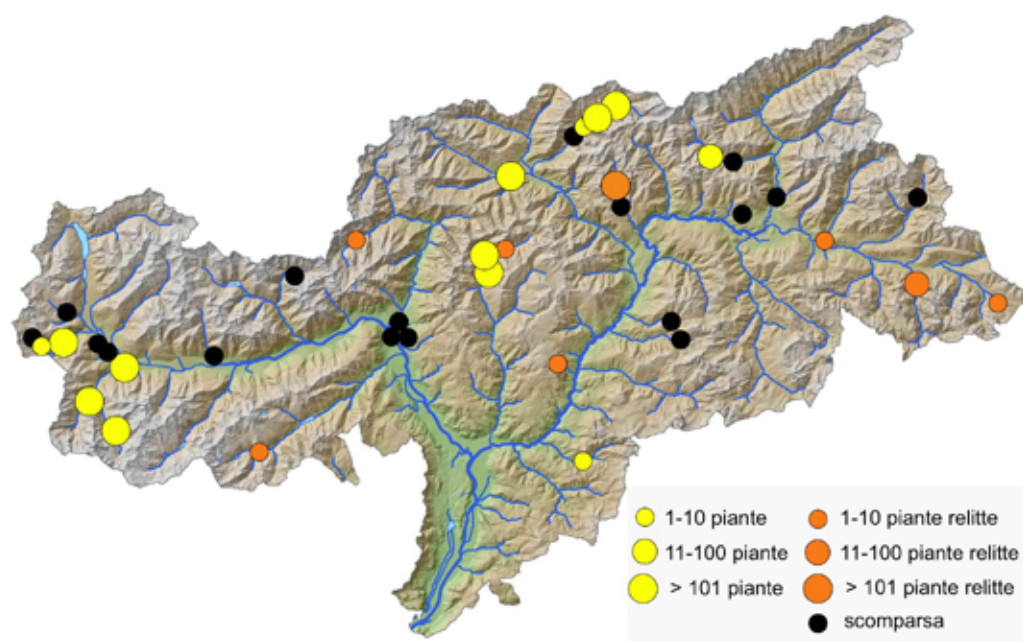 1-10 piante
11-100 piante
> 101 piante
1-10 piante relitte
11-100 piante relitte
> 101 piante relitte
scomparsa